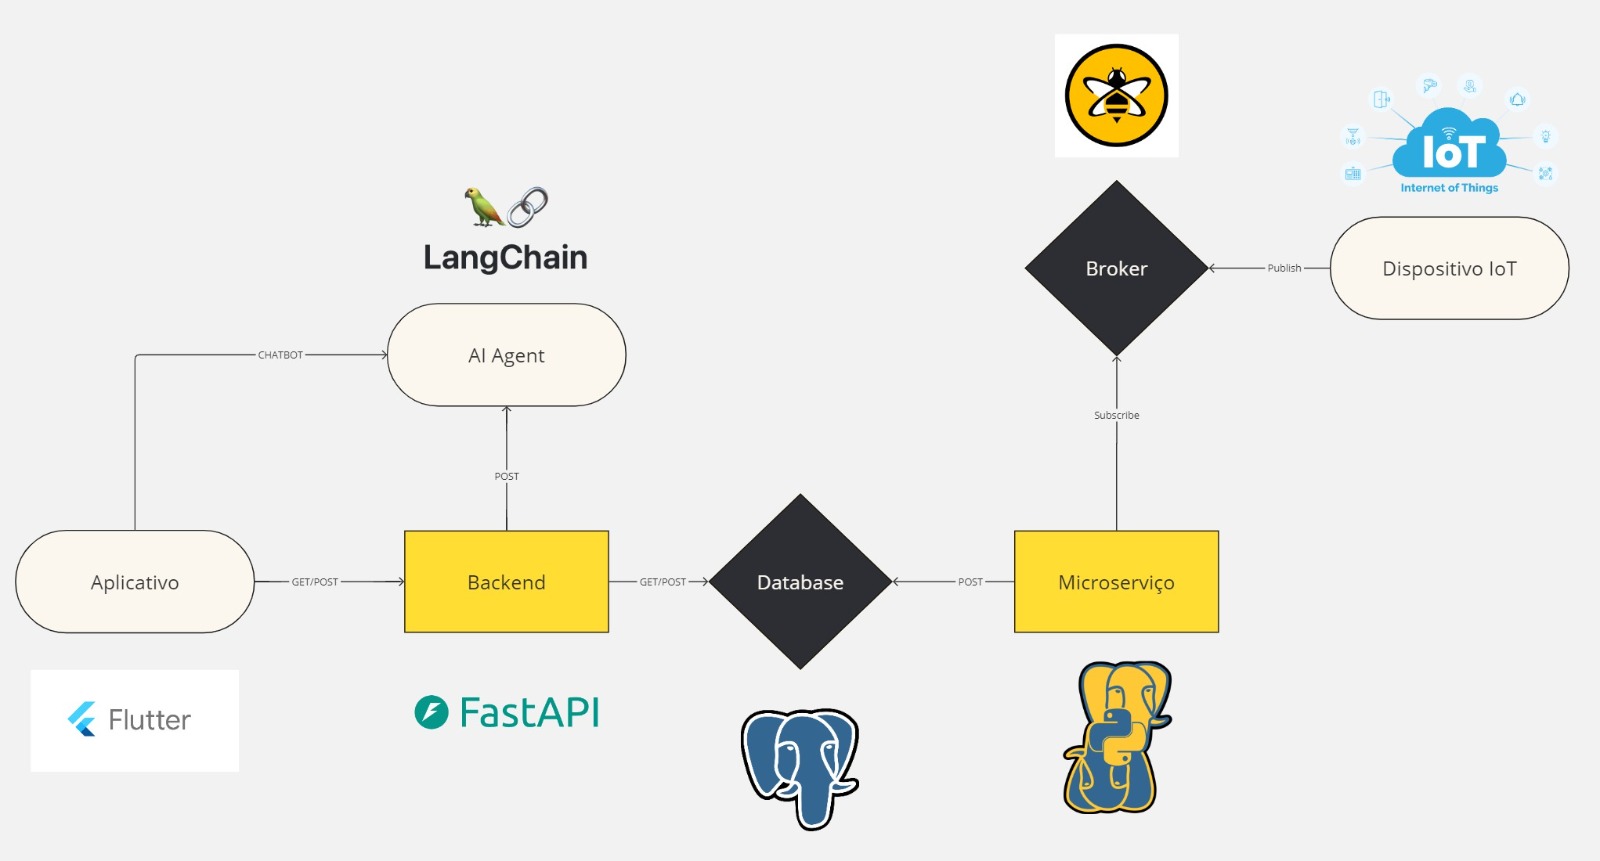 IoT
Internet of Things
LangChain
Broker
Publish
Dispositivo IoT
CHATBOT
AI Agent
Subscribe
POST
Aplicativo
GET/POST
Backend
GET/POST
Database
POST
Microserviço
Flutter
FastAPI